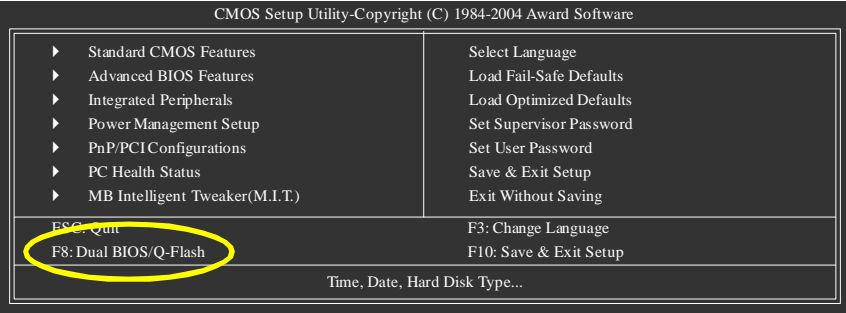 CMOS Setup Utility-Copyright (C) 1984-2004 Award Software
Standard CMOS Features
Advanced BIOS Features
Integrated Peripherals
Power Management Setup
PnP/PCI Configurations
PC Health Status
MB Intelligent Tweaker(M.I.T.)
Select Language
Load Fail-Safe Defaults
Load Optimized Defaults
Set Supervisor Password
Set User Password
Save & Exit Setup
Exit Without Saving
ESC: Quit
F3: Change Language
F8: Dual BIOS/Q-Flash
F10: Save & Exit Setup
Time, Date, Hard Disk Type...